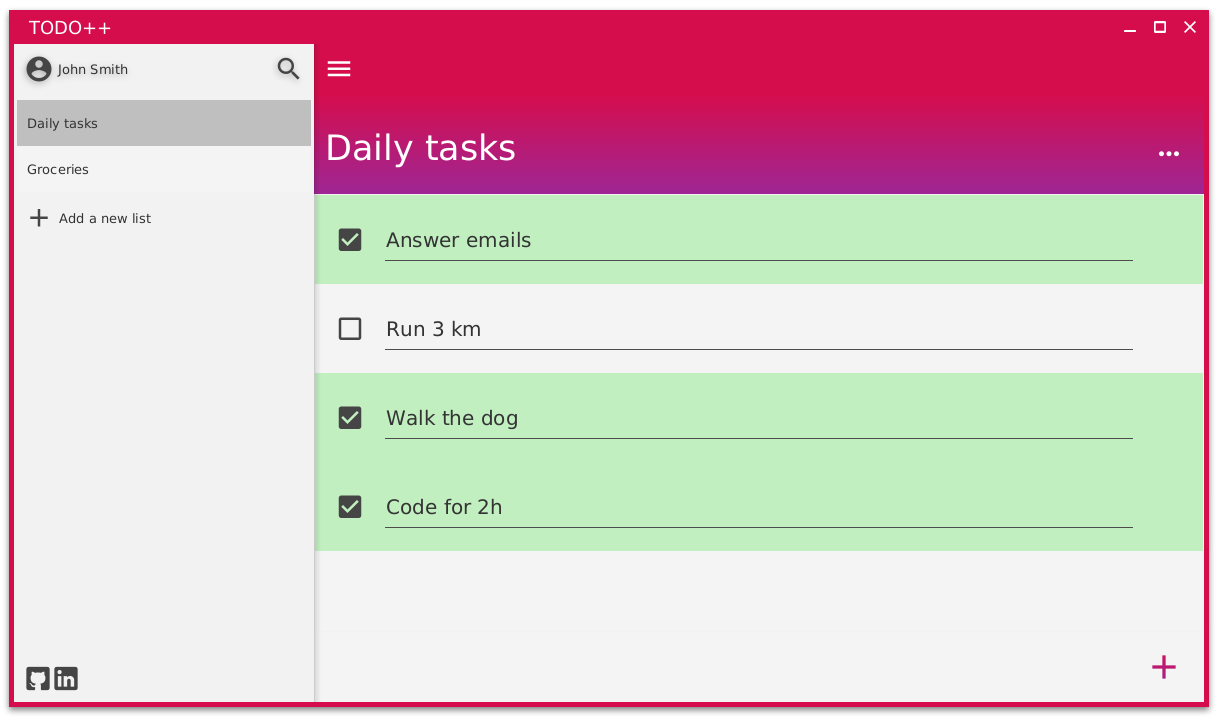 TODO++
John Smith
Daily tasks
Groceries
Add a new list
Daily tasks
Answer emails
Run 3 km
Walk the dog
Code for 2h